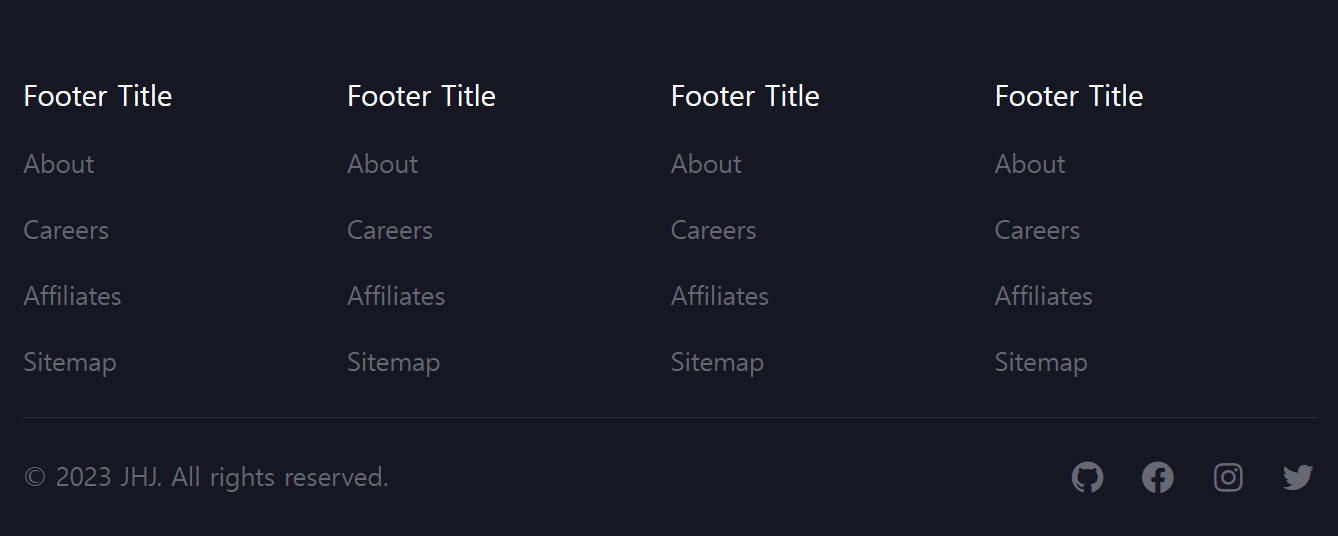 Footer Title
About
Careers
Affiliates
Sitemap
Footer Title
About
Careers
Affiliates
Sitemap
Footer Title
About
Careers
Affiliates
Sitemap
Footer Title
About
Careers
Affiliates
Sitemap
© 2023 JHJ. All rights reserved.